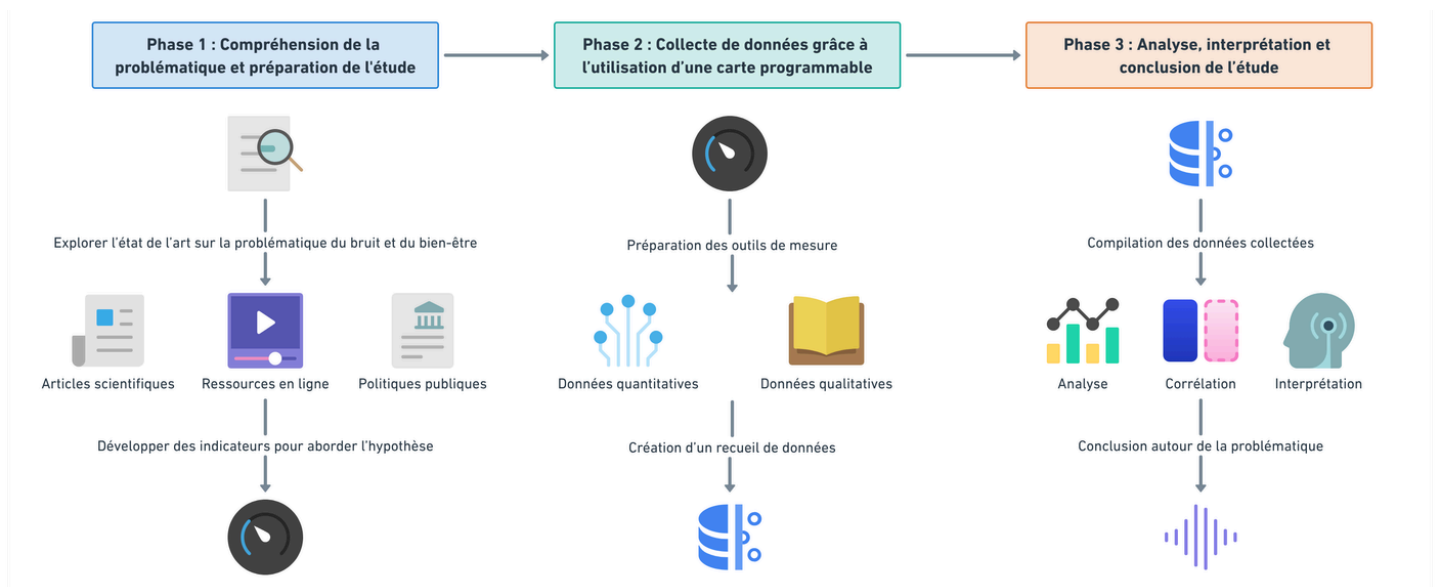 Phase 1 : Compréhension de la
problématique et préparation de l'étude
Phase 2 : Collecte de données grâce à
l'utilisation d'une carte programmable
Phase 3 : Analyse, interprétation et
conclusion de l'étude
Explorer l'état de l'art sur la problématique du bruit et du bien-être
Articles scientifiques
Ressources en ligne
Politiques publiques
Développer des indicateurs pour aborder l'hypothèse
Préparation des outils de mesure
Données quantitatives
Données qualitatives
Création d'un recueil de données
Compilation des données collectées
Analyse
Corrélation
Interprétation
Conclusion autour de la problématique